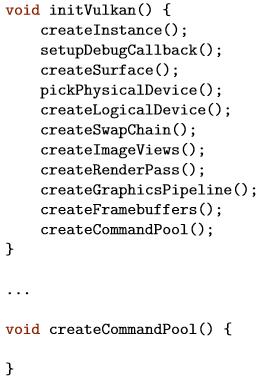 void initVulkan() {
    createInstance();
    setupDebugCallback();
    createSurface();
    pickPhysicalDevice();
    createLogicalDevice();
    createSwapChain();
    createImageViews();
    createRenderPass();
    createGraphicsPipeline();
    createFramebuffers();
    createCommandPool();
}

...

void createCommandPool() {

}